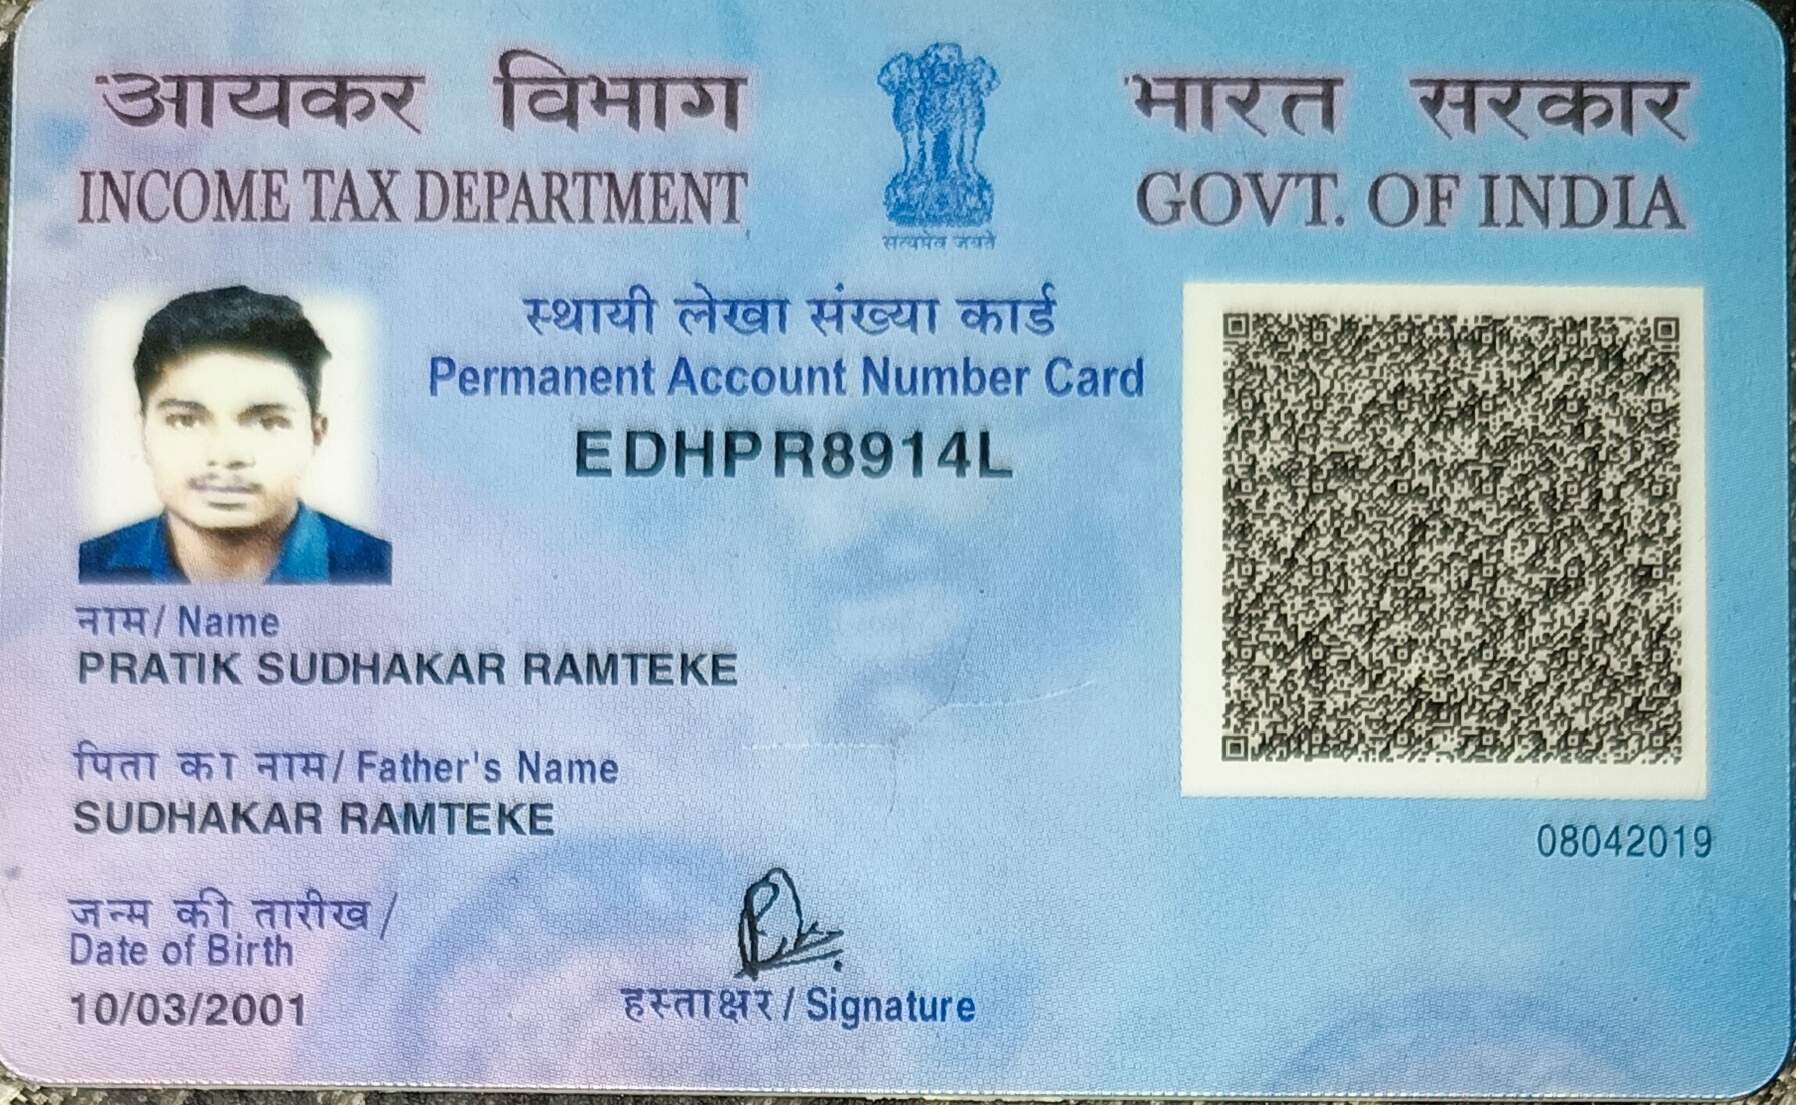 आयकर विभाग
INCOME TAX DEPARTMENT
सत्यमेव जयते
भारत सरकार
GOVT. OF INDIA
स्थायी लेखा संख्या कार्ड
Permanent Account Number Card
EDHPR8914L
नाम/ Name
PRATIK SUDHAKAR RAMTEKE
पिता का नाम/ Father's Name
SUDHAKAR RAMTEKE
जन्म की तारीख /
Date of Birth
10/03/2001
हस्ताक्षर / Signature
08042019